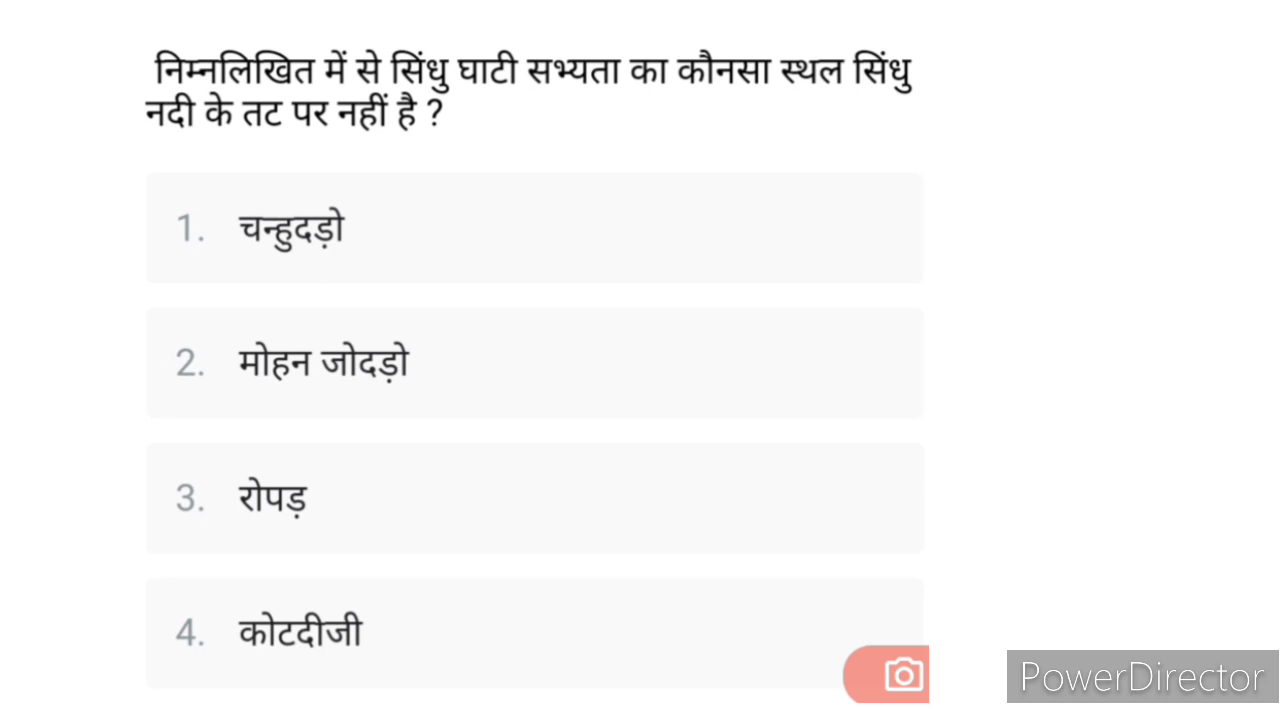 निम्नलिखित में से सिंधु घाटी सभ्यता का कौनसा स्थल सिंधु
नदी के तट पर नहीं है ?
1. चन्हुदड़ो
2. मोहन जोदड़ो
3. रोपड़
4. कोटदीजी
PowerDirector